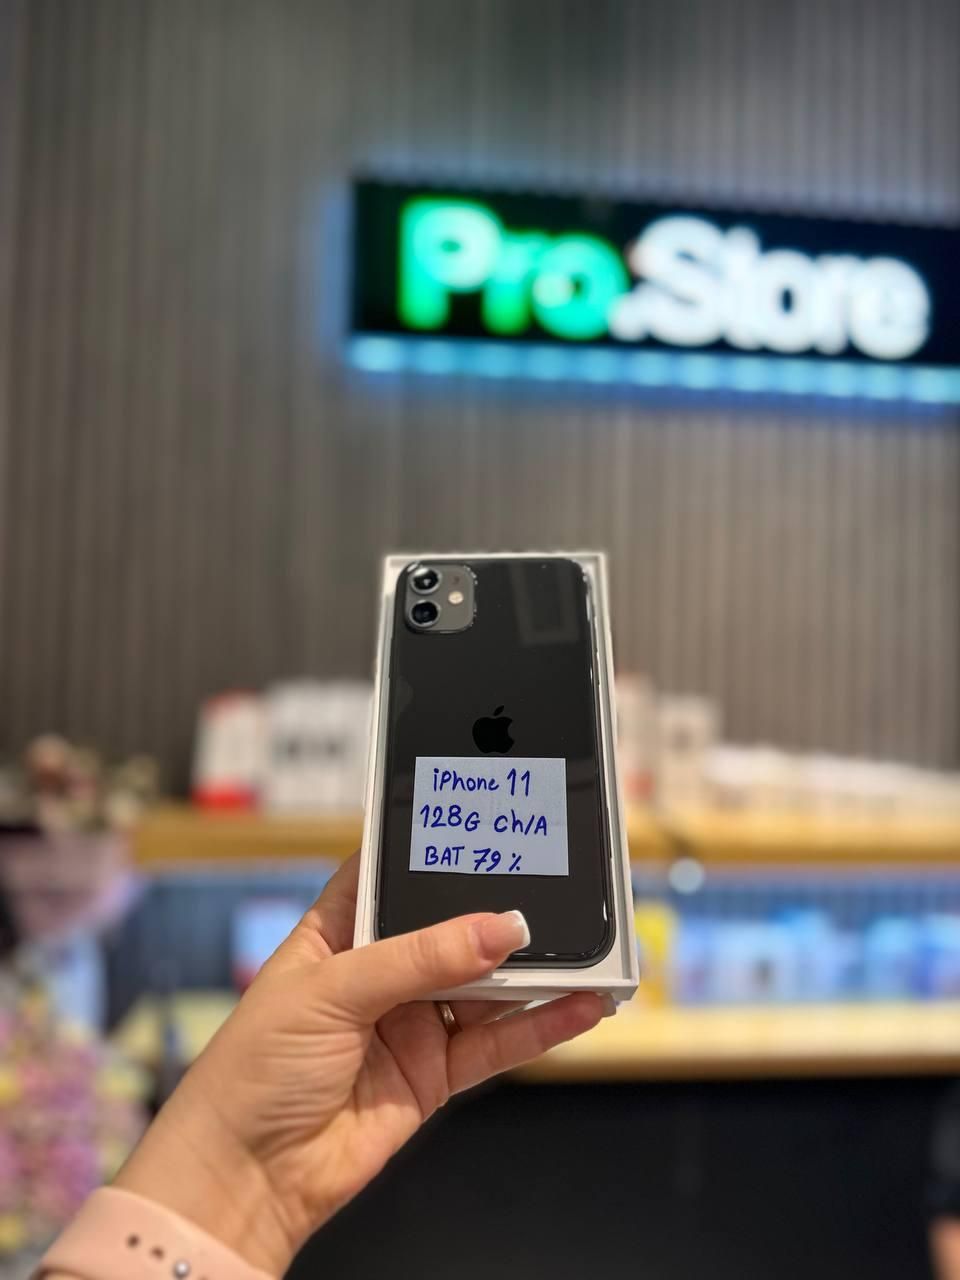 Pro.Store
iPhone 11
128G Ch/A
BAT 79%